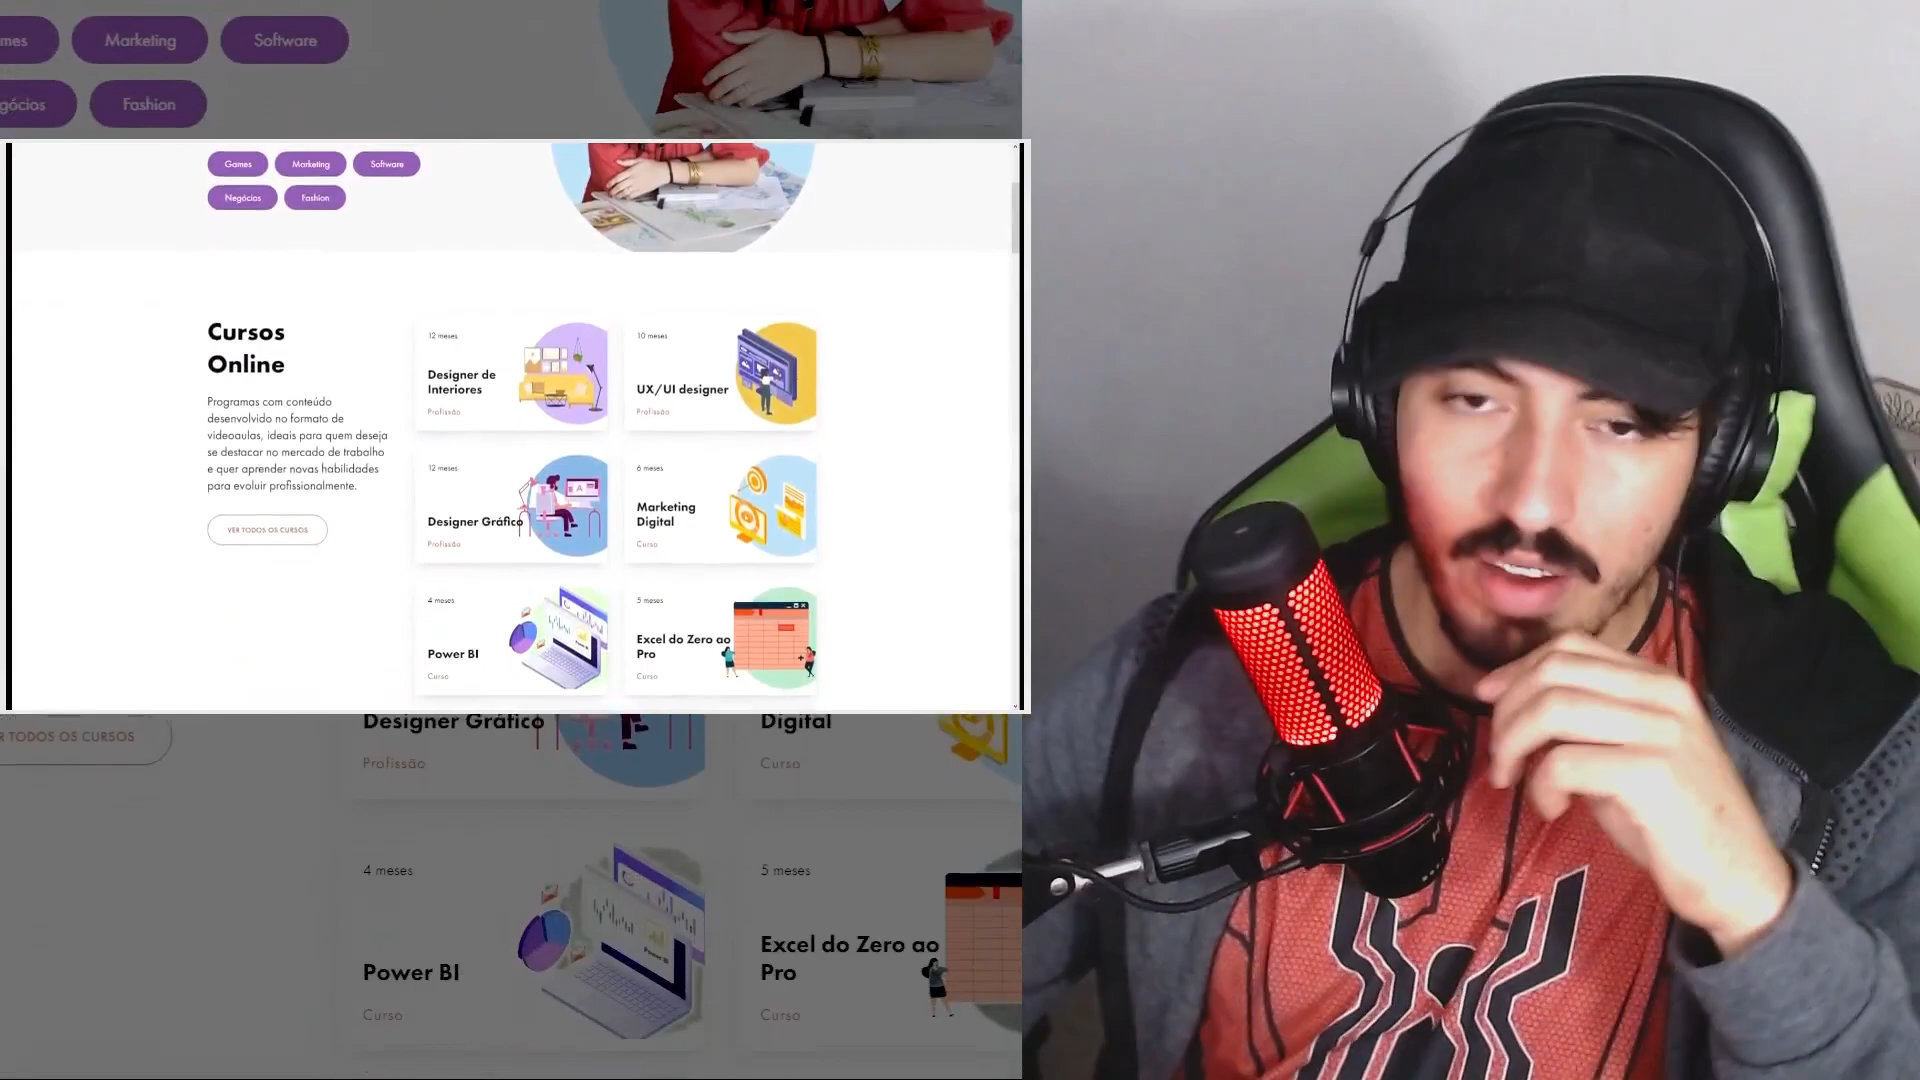 mes
Marketing
Software
gócios
Fashion
Games
Marketing
Software
Negócios
Fashion
Cursos
Online
Programas com conteúdo
desenvolvido no formato de
videoaulas, ideais para quem deseja
se destacar no mercado de trabalho
e quer aprender novas habilidades
para evoluir profissionalmente.
VER TODOS OS CURSOS
12 meses
Designer de
Interiores
Profissão
10 meses
UX/UI designer
Profissão
12 meses
Designer Gráfico
Profissão
6 meses
Marketing
Digital
Curso
4 meses
Power BI
Curso
5 meses
Excel do Zero ao
Pro
Curso
R TODOS OS CURSOS
Designer Gráfico
Profissão
Digital
Curso
4 meses
Power BI
Curso
5 meses
Excel do Zero ao
Pro
Curso